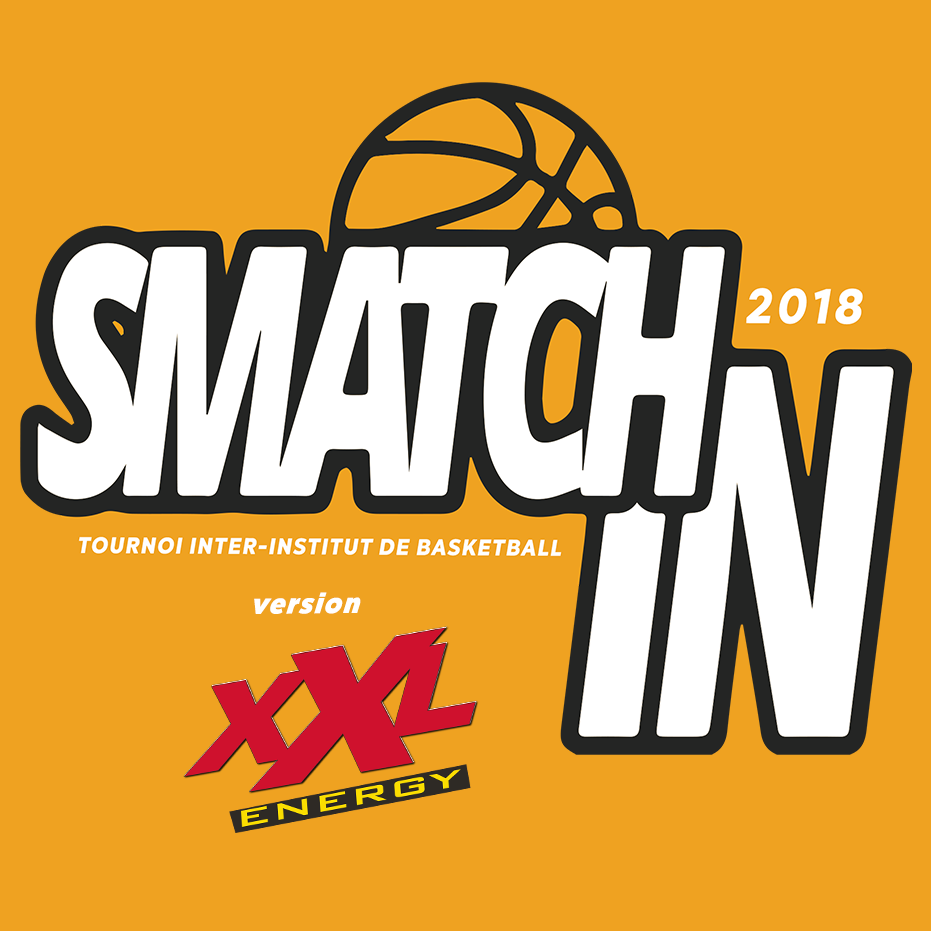 SMATCH
2018
IN
TOURNOI INTER-INSTITUT DE BASKETBALL
version
XXL
ENERGY